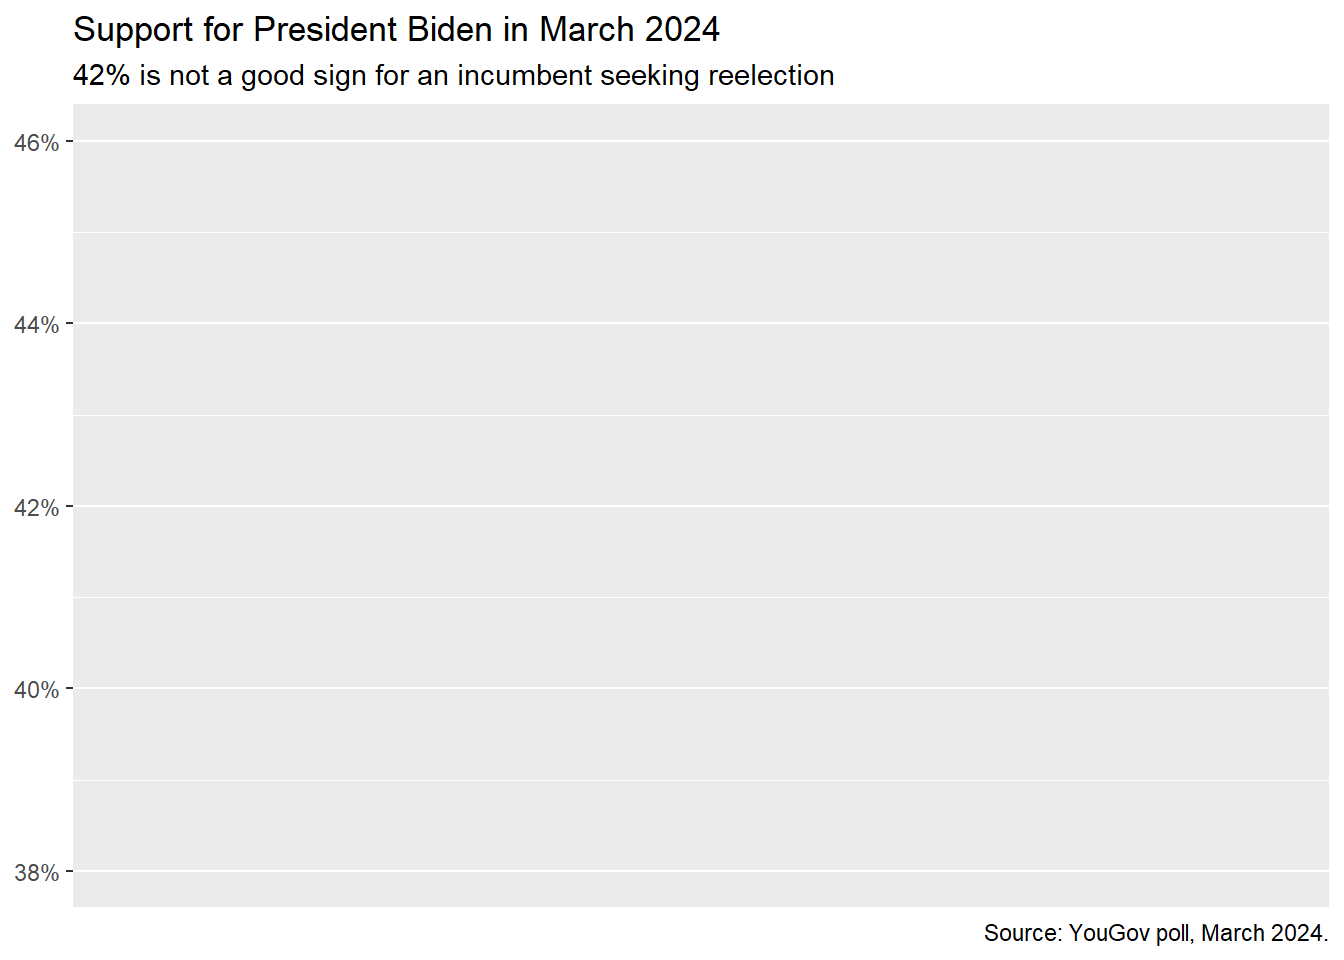 Support for President Biden in March 2024
42% is not a good sign for an incumbent seeking reelection
46%
44%
42%
40%
38%
Source: YouGov poll, March 2024.